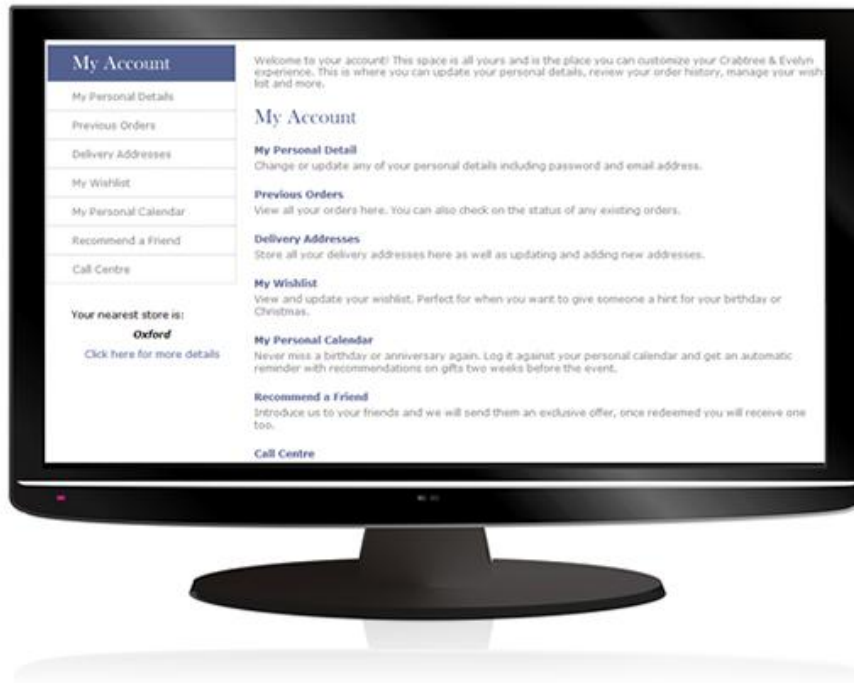 My Account
My Personal Details
Previous Orders
Delivery Addresses
My Wishlist
My Personal Calendar
Recommend a Friend
Call Centre
Your nearest store is:
Oxford
Click here for more details
Welcome to your account! This space is all yours and is the place you can customize your Crabtree & Evelyn
experience. This is where you can update your personal details, review your order history, manage your wish
list and more.
My Account
My Personal Detail
Change or update any of your personal details including password and email address.
Previous Orders
View all your orders here. You can also check on the status of any existing orders.
Delivery Addresses
Store all your delivery addresses here as well as updating and adding new addresses.
My Wishlist
View and update your wishlist. Perfect for when you want to give someone a hint for your birthday or
Christmas.
My Personal Calendar
Never miss a birthday or anniversary again. Log it against your personal calendar and get an automatic
reminder with recommendations on gifts two weeks before the event.
Recommend a Friend
Introduce us to your friends and we will send them an exclusive offer, once redeemed you will receive one
too.
Call Centre